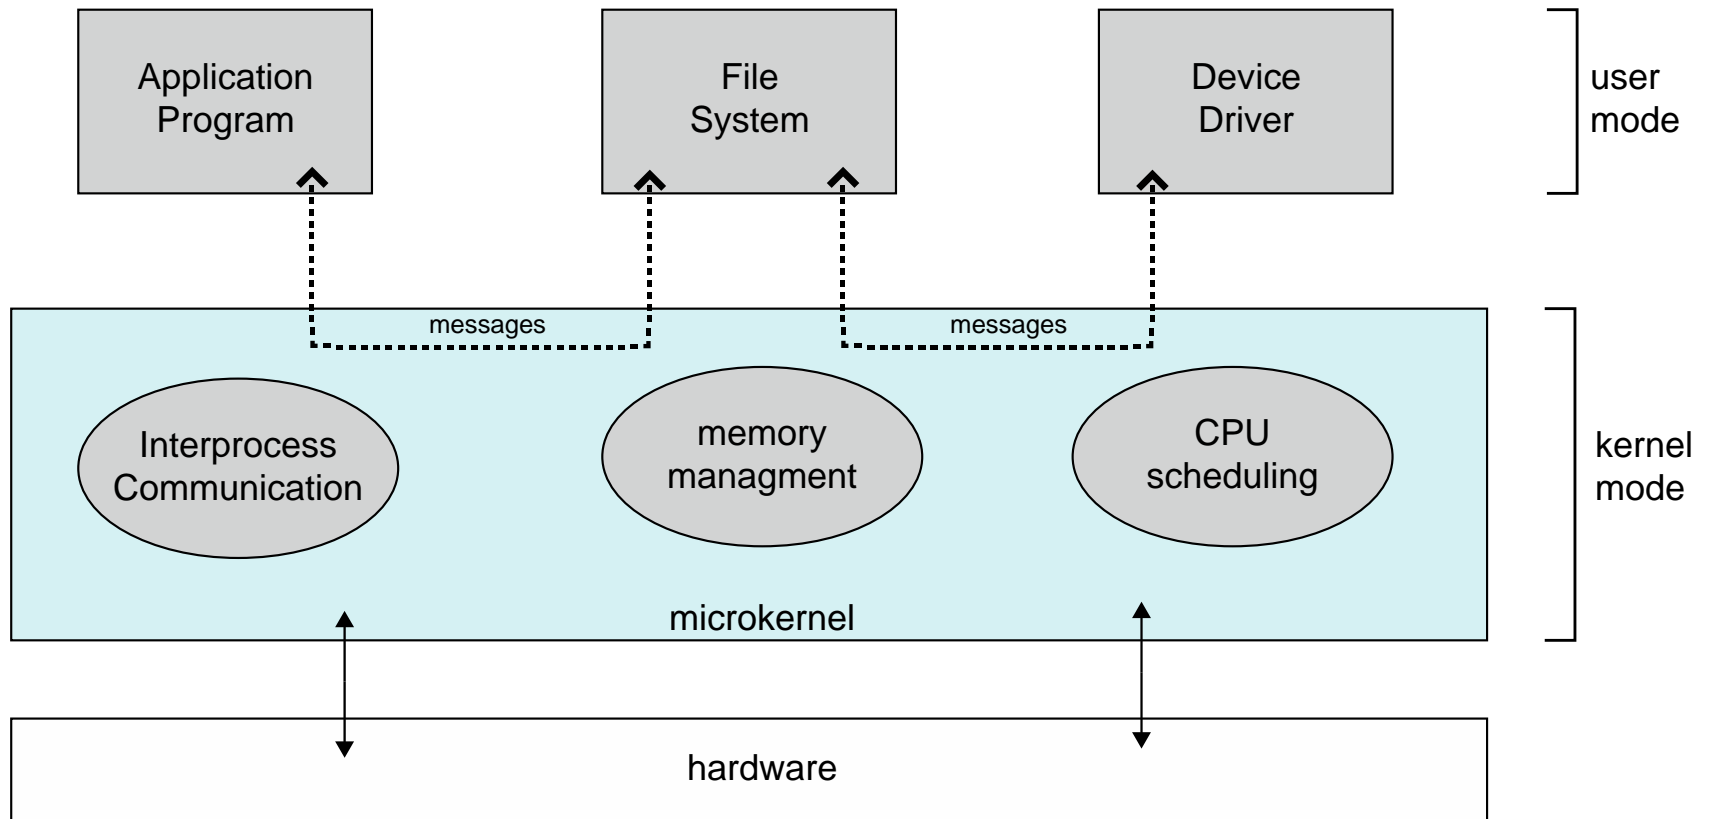 Application
Program
File
System
Device
Driver
user
mode
messages
messages
Interprocess
Communication
memory
managment
CPU
scheduling
kernel
mode
microkernel
hardware